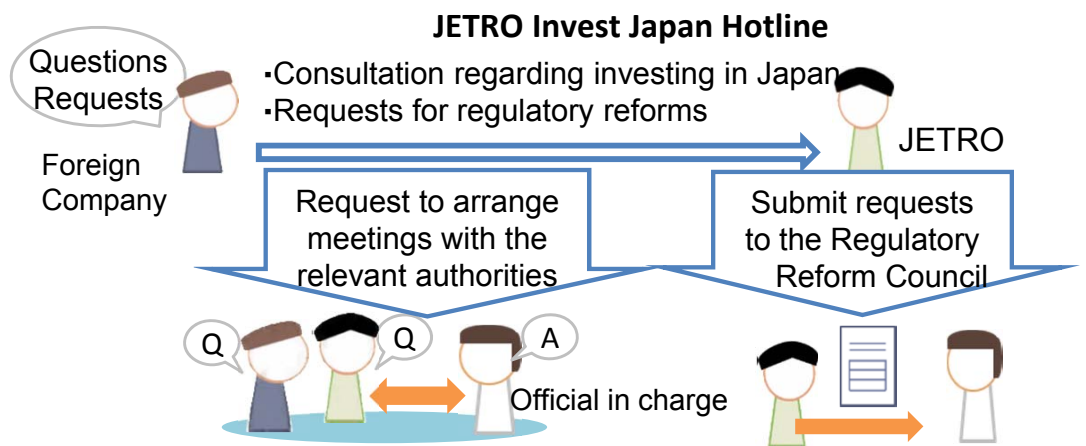 JETRO Invest Japan Hotline
Questions
Requests
▪Consultation regarding investing in Japan
▪Requests for regulatory reforms
JETRO
Foreign
Company
Request to arrange
meetings with the
relevant authorities
Submit requests
to the Regulatory
Reform Council
Q
Q
A
Official in charge